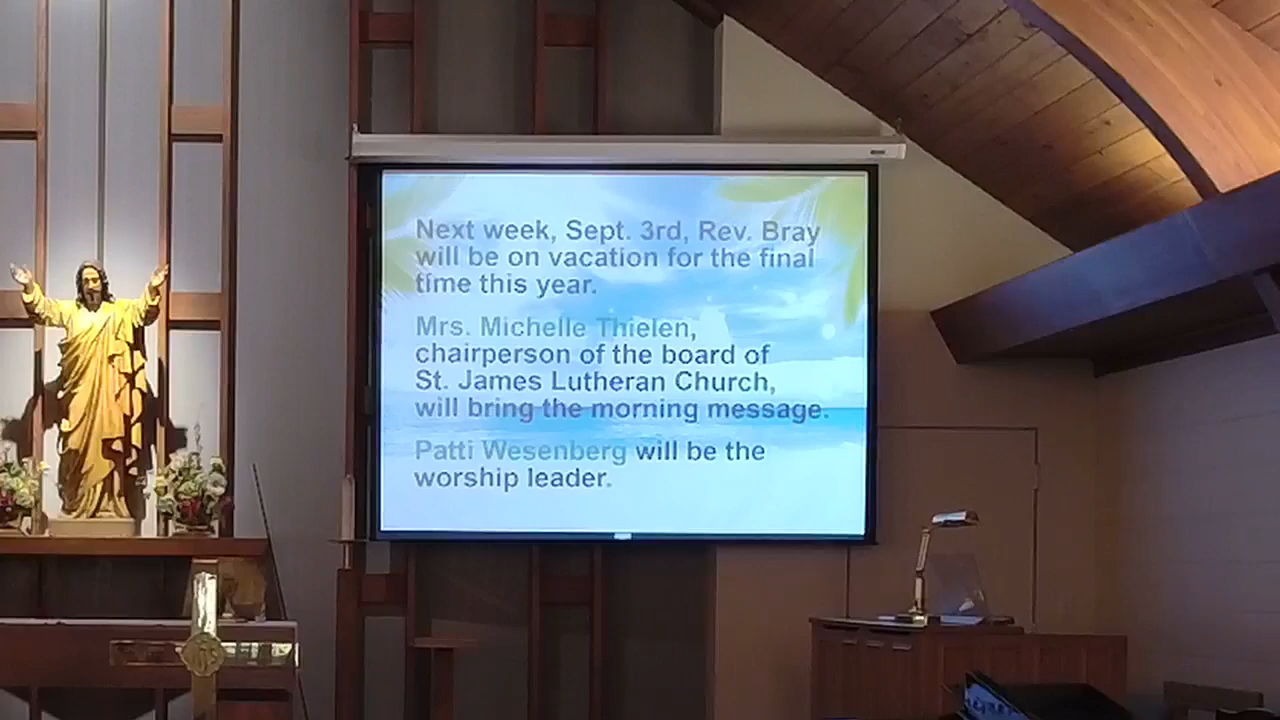 Next week, Sept. 3rd, Rev. Bray
will be on vacation for the final
time this year.
Mrs. Michelle Thielen,
chairperson of the board of
St. James Lutheran Church,
will bring the morning message.
Patti Wesenberg will be the
worship leader.